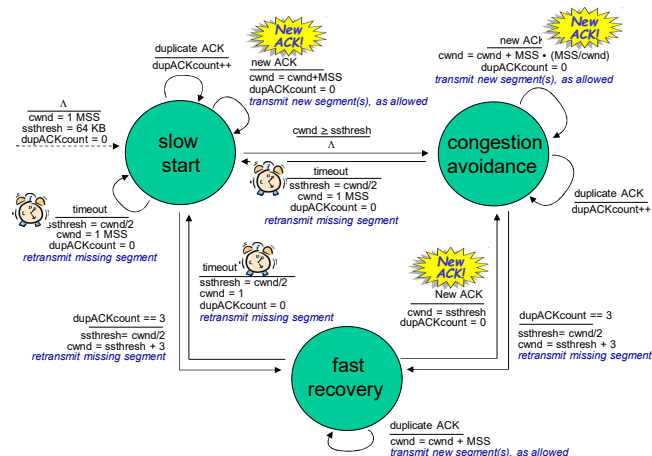 New
ACK!
duplicate ACK
dupACKcount++
new ACK
cwnd = cwnd+MSS
dupACKcount = 0
transmit new segment(s), as allowed
New
ACK!
new ACK
cwnd = cwnd + MSS • (MSS/cwnd)
dupACKcount = 0
transmit new segment(s), as allowed
Λ
cwnd = 1 MSS
ssthresh = 64 KB
dupACKcount = 0
slow
start
cwnd ≥ ssthresh
Λ
congestion
avoidance
timeout
ssthresh = cwnd/2
cwnd = 1 MSS
dupACKcount = 0
retransmit missing segment
timeout
ssthresh = cwnd/2
cwnd = 1 MSS
dupACKcount = 0
retransmit missing segment
duplicate ACK
dupACKcount++
timeout
ssthresh = cwnd/2
cwnd = 1
dupACKcount = 0
retransmit missing segment
New
ACK!
New ACK
cwnd = ssthresh
dupACKcount = 0
dupACKcount == 3
ssthresh= cwnd/2
cwnd = ssthresh + 3
retransmit missing segment
dupACKcount == 3
ssthresh= cwnd/2
cwnd = ssthresh + 3
retransmit missing segment
fast
recovery
duplicate ACK
cwnd = cwnd + MSS
transmit new segment(s), as allowed